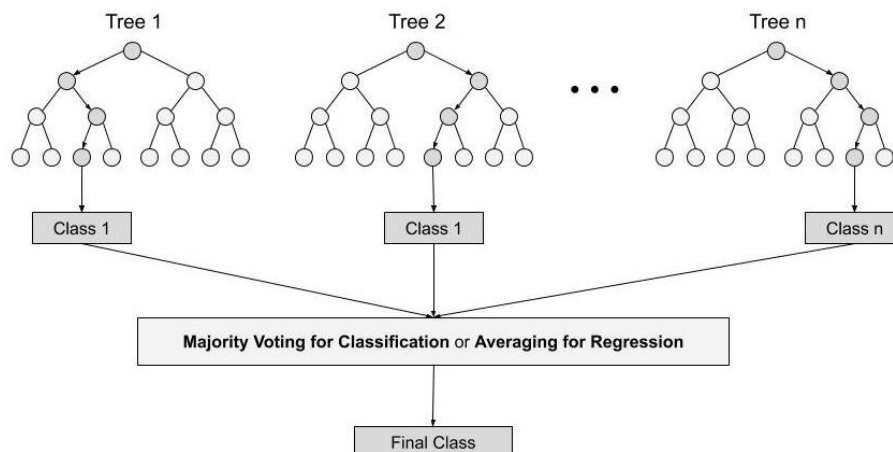 Tree 1
Tree 2
Tree n
Class 1
Class 1
Class n
Majority Voting for Classification or Averaging for Regression
Final Class